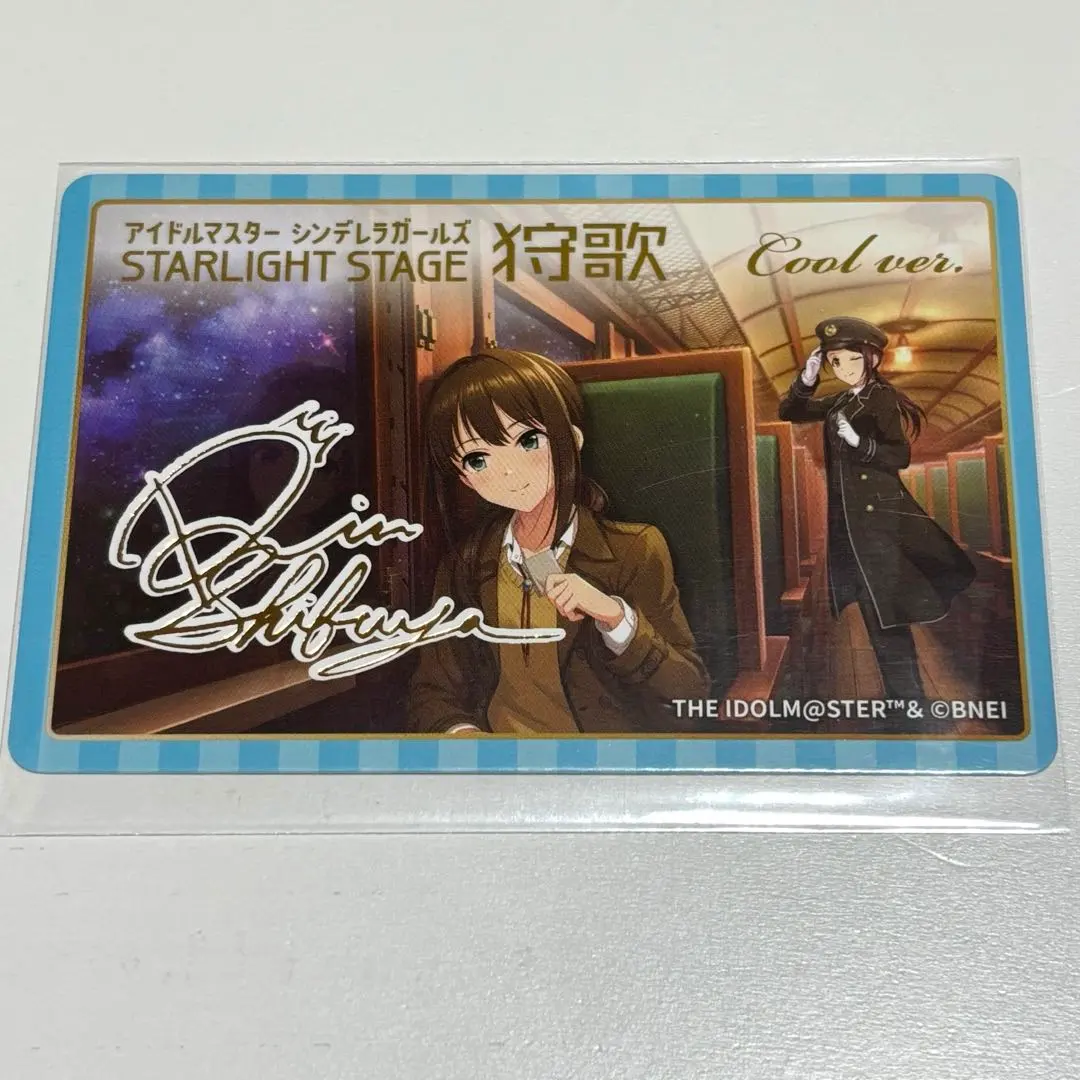 アイドルマスター シンデレラガールズ
STARLIGHT STAGE 狩歌
Cool ver.
Rin
Shibuya
THE IDOLM@STER™& ©BNEI